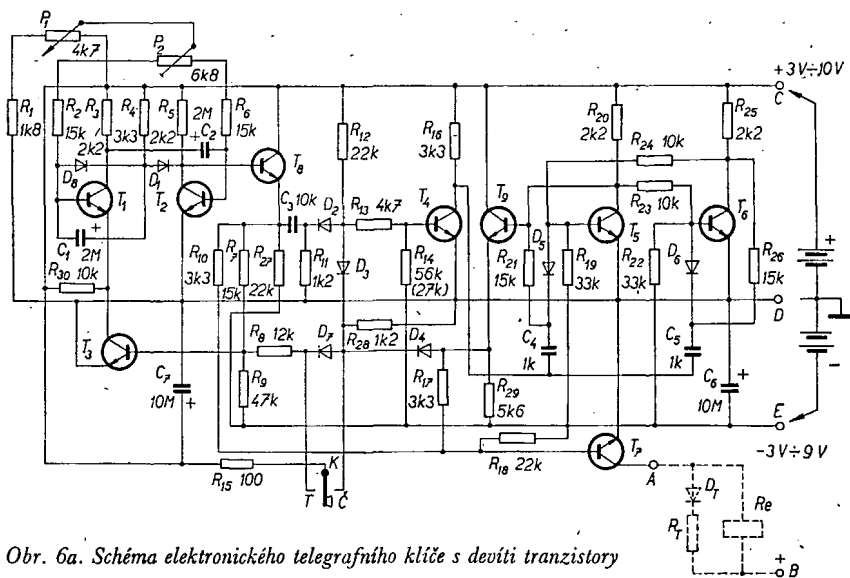 P₁
4k7
P₂
6k8
+3V÷10V
C
R₁
1k8
R₂
15k
R₃
2k2
R₄
3k3
R₅
2k2
2M
+ C₂
R₆
15k
D₈
D₁
T₁
T₂
T₈
R₁₂
22k
R₁₆
3k3
R₂₀
2k2
R₂₅
2k2
R₂₄ 10k
R₂₃ 10k
C₃ 10k
D₂
R₁₃ 4k7
T₄
T₉
T₅
T₆
C₁ 2M
+
R₃₀ 10k
R₁₀
3k3
R₇
15k
R₂₇
22k
R₁₁
1k2
D₃
R₁₄
56k
(27k)
R₂₁
15k
D₅
R₁₉
33k
R₂₂
33k
D₆
R₂₆
15k
+
D
T₃
R₈ 12k
D₇
R₂₈ 1k2
D₄
C₄
1k
C₅
1k
C₇
10M
+
R₉
47k
R₁₇
3k3
R₂₉
5k6
C₆
10M
+
−
E
−3V÷9V
R₁₅ 100
K
T
Č
R₁₈ 22k
T₇
A
D_T
R_T
Re
+
B
Obr. 6a. Schéma elektronického telegrafního klíče s devíti tranzistory